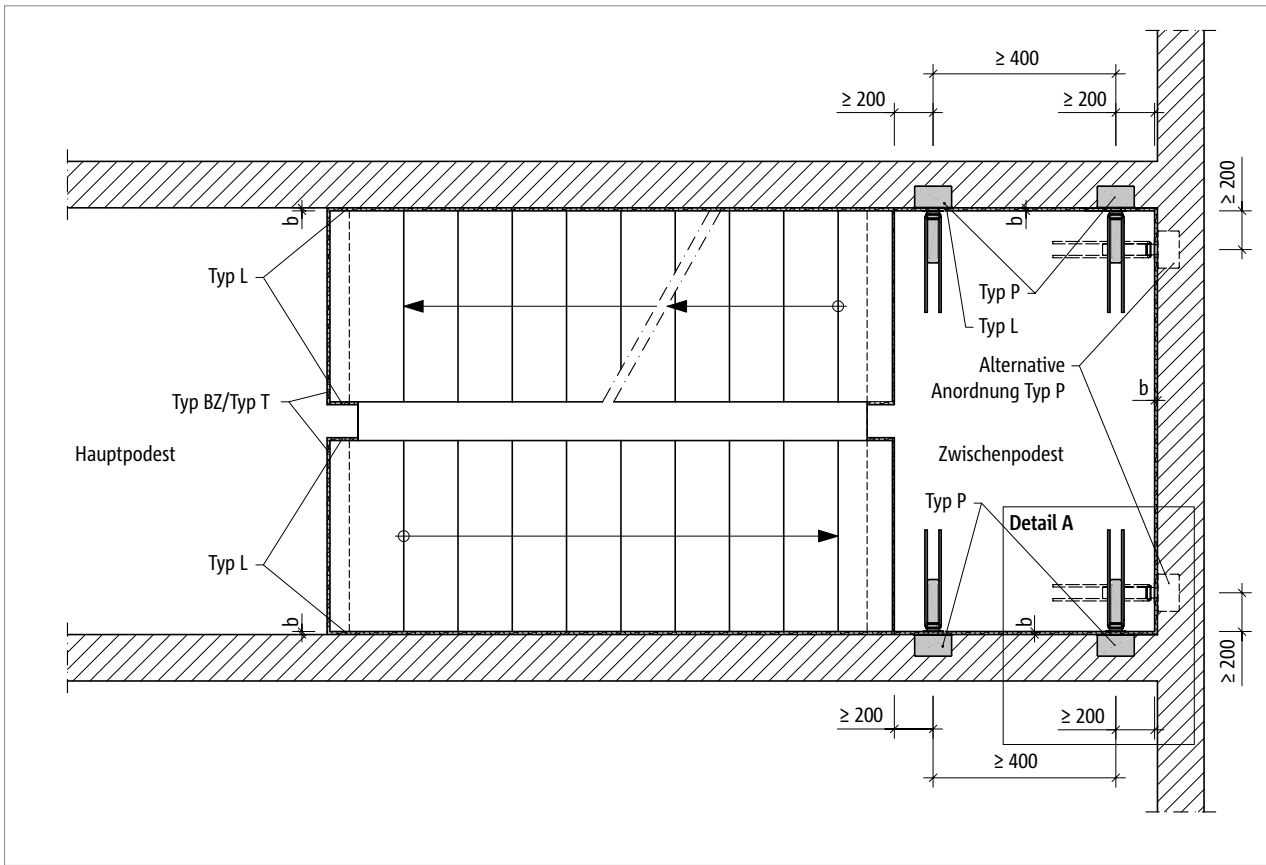 ≥ 400
≥ 200
≥ 200
≥ 200
b
b
Typ L
Typ P
Typ L
Alternative
Anordnung Typ P
b
Typ BZ/Typ T
Hauptpodest
Zwischenpodest
Typ P
Detail A
Typ L
b
b
≥ 200
≥ 200
≥ 200
≥ 400